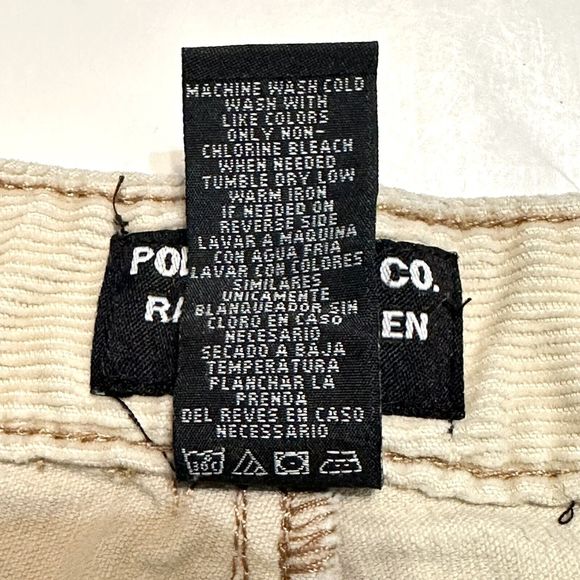 MACHINE WASH COLD
WASH WITH
LIKE COLORS
ONLY NON-
CHLORINE BLEACH
WHEN NEEDED
TUMBLE DRY LOW
WARM IRON
IF NEEDED ON
REVERSE SIDE
LAVAR A MAQUINA
CON AGUA FRIA
LAVAR CON COLORES
SIMILARES
UNICAMENTE
BLANQUEADOR SIN
CLORO EN CASO
NECESARIO
SECADO A BAJA
TEMPERATURA
PLANCHAR LA
PRENDA
DEL REVES EN CASO
NECESSARIO
CO.